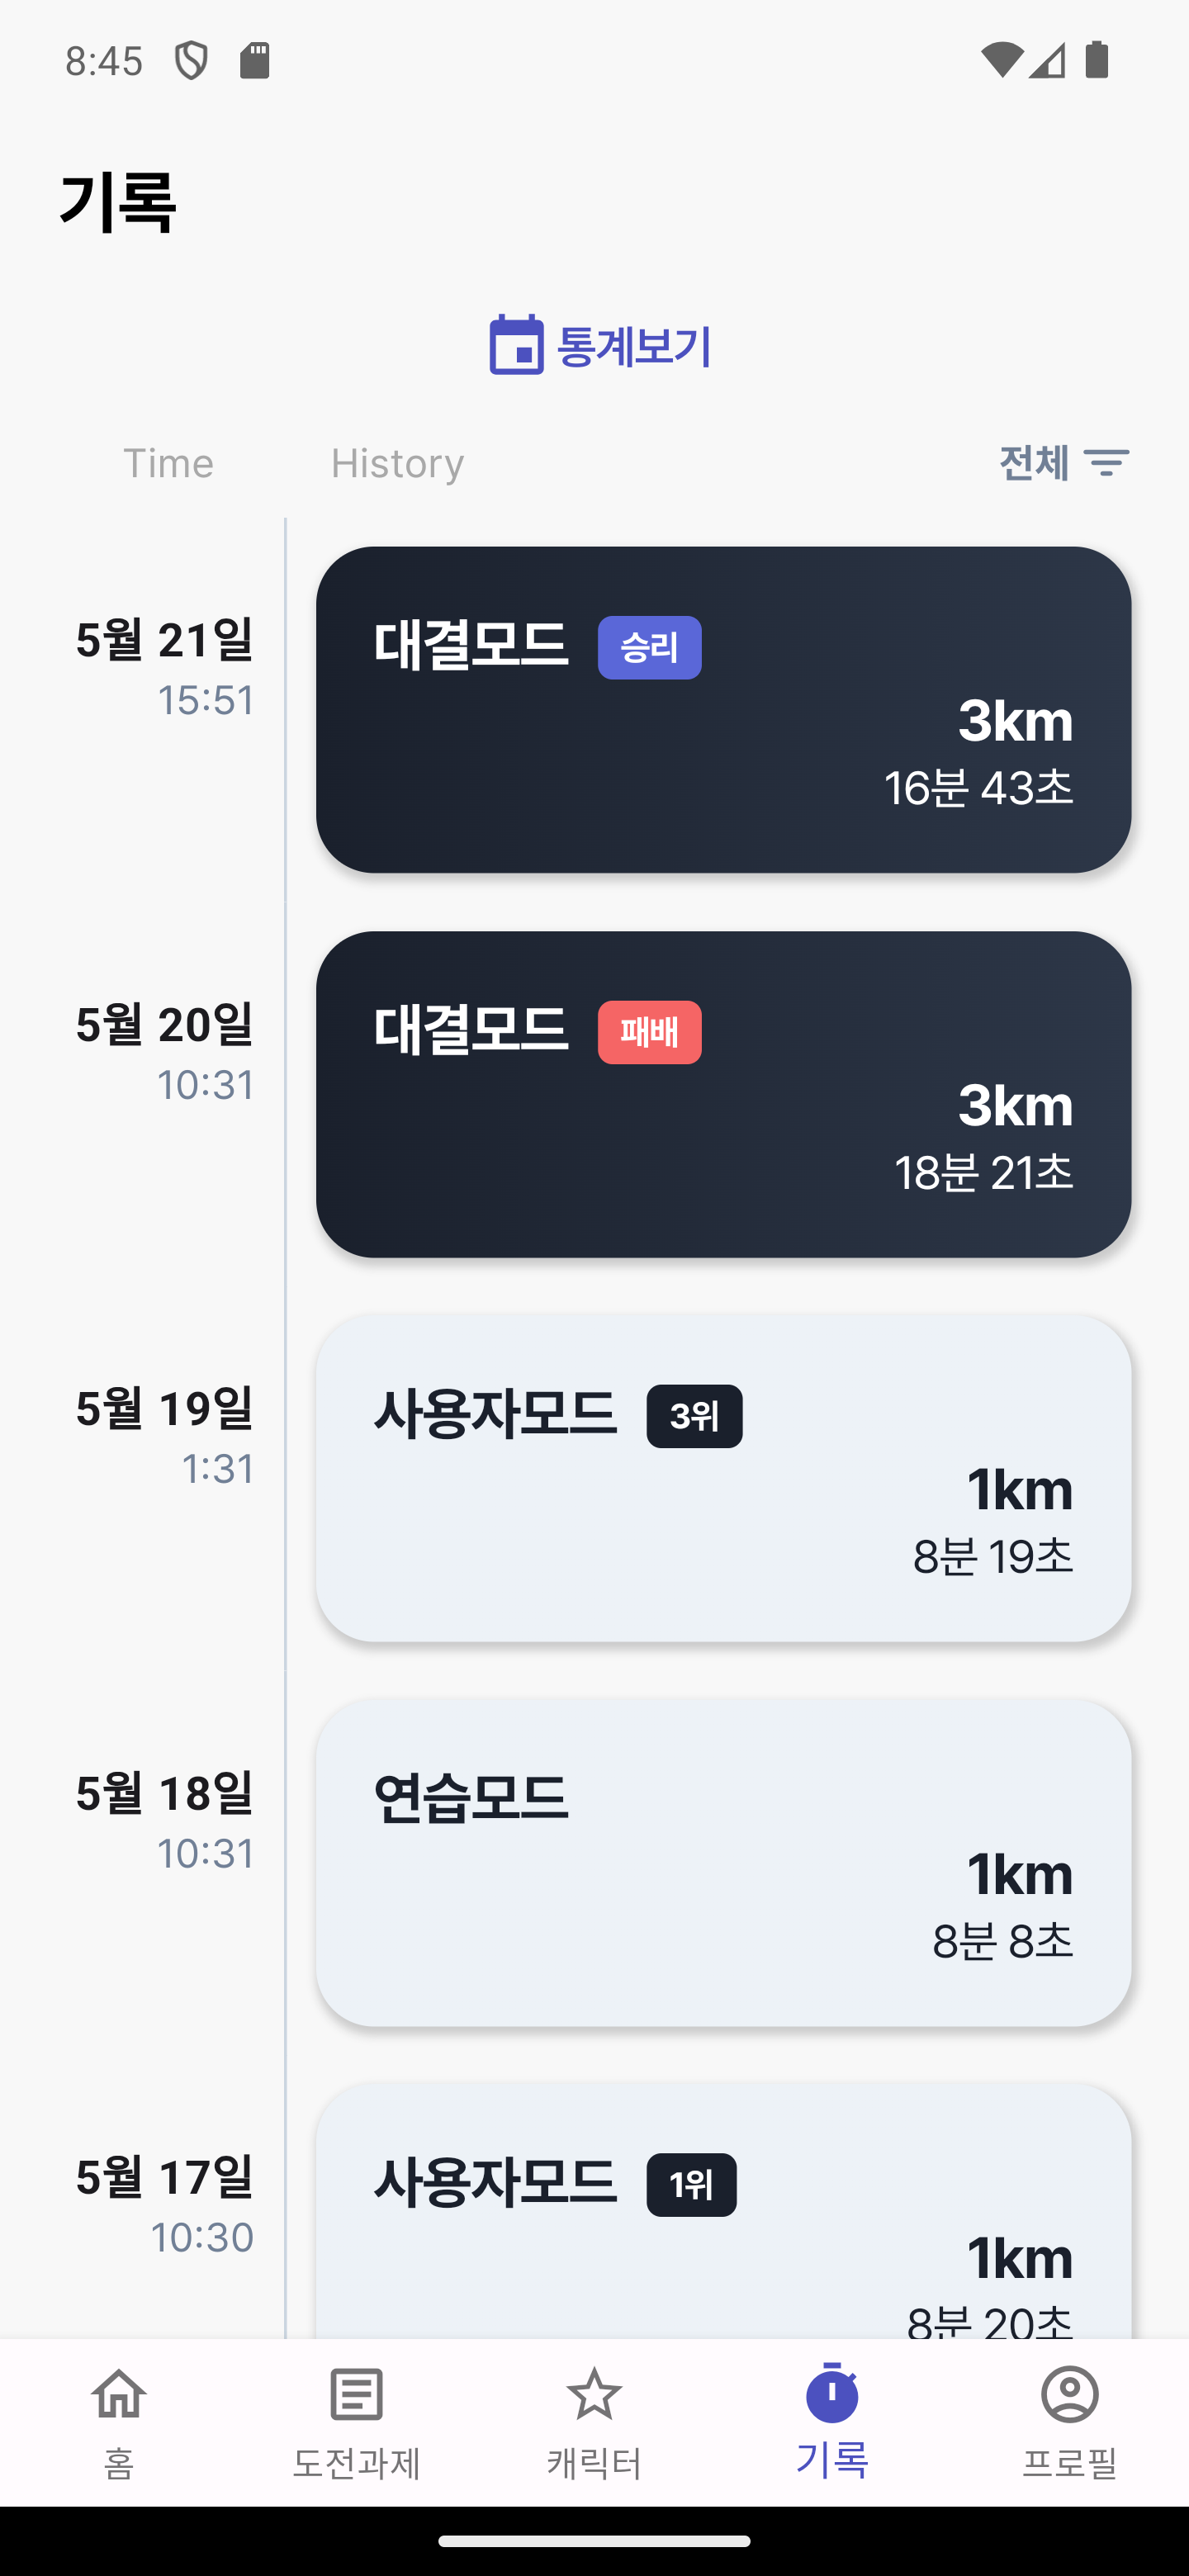 8:45
기록
통계보기
Time History 전체
5월 21일
15:51
대결모드 승리
3km
16분 43초
5월 20일
10:31
대결모드 패배
3km
18분 21초
5월 19일
1:31
사용자모드 3위
1km
8분 19초
5월 18일
10:31
연습모드
1km
8분 8초
5월 17일
10:30
사용자모드 1위
1km
8분 20초
홈 도전과제 캐릭터 기록 프로필